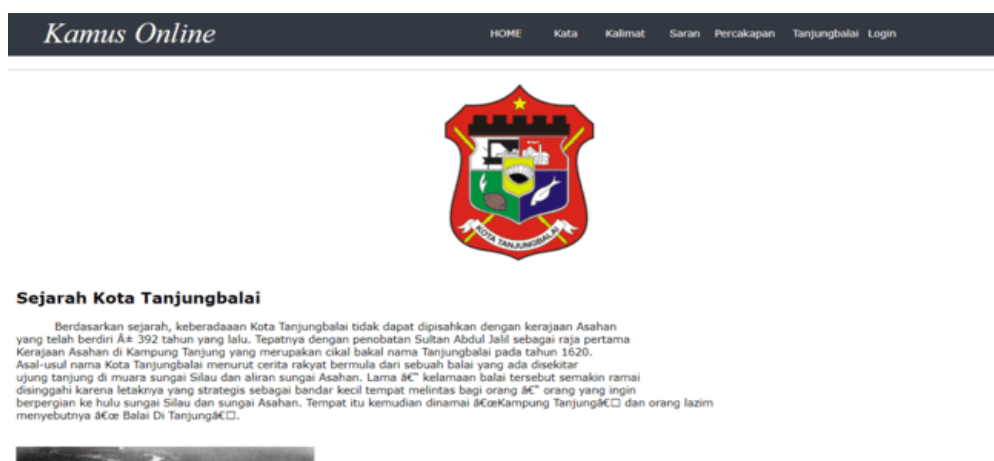 Kamus Online
HOME Kata Kalimat Saran Percakapan Tanjungbalai Login
KOTA TANJUNGBALAI
Sejarah Kota Tanjungbalai
Berdasarkan sejarah, keberadaaan Kota Tanjungbalai tidak dapat dipisahkan dengan kerajaan Asahan
yang telah berdiri Â± 392 tahun yang lalu. Tepatnya dengan penobatan Sultan Abdul Jalil sebagai raja pertama
Kerajaan Asahan di Kampung Tanjung yang merupakan cikal bakal nama Tanjungbalai pada tahun 1620.
Asal-usul nama Kota Tanjungbalai menurut cerita rakyat bermula dari sebuah balai yang ada disekitar
ujung tanjung di muara sungai Silau dan aliran sungai Asahan. Lama â€“ kelamaan balai tersebut semakin ramai
disinggahi karena letaknya yang strategis sebagai bandar kecil tempat melintas bagi orang â€“ orang yang ingin
berpergian ke hulu sungai Silau dan sungai Asahan. Tempat itu kemudian dinamai â€œKampung Tanjungâ€□ dan orang lazim
menyebutnya â€œ Balai Di Tanjungâ€□.